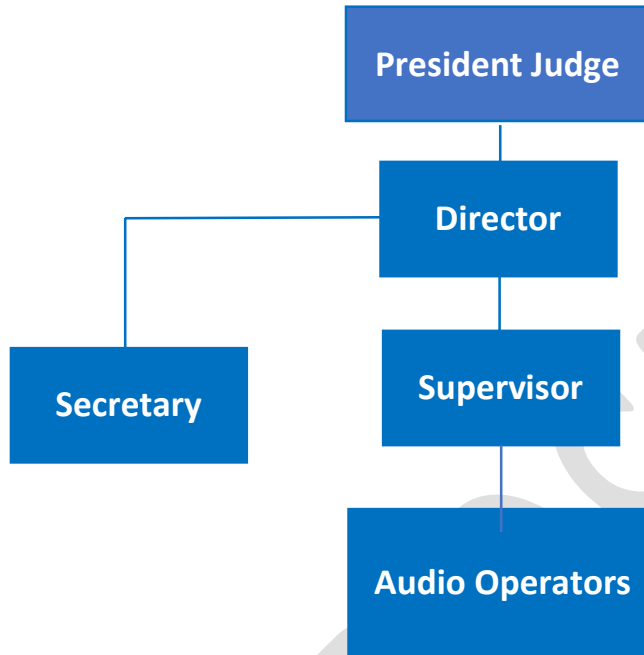 President Judge
Director
Secretary
Supervisor
Audio Operators